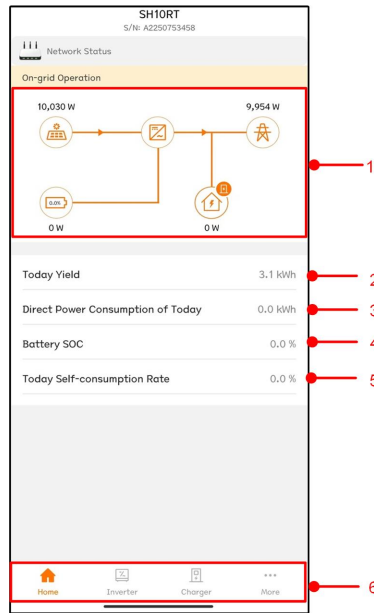 SH10RT
S/N: A2250753458
Network Status
On-grid Operation
10,030 W 9,954 W
1
0.0%
0 W 0 W
Today Yield 3.1 kWh 2
Direct Power Consumption of Today 0.0 kWh 3
Battery SOC 0.0 % 4
Today Self-consumption Rate 0.0 % 5
Home Inverter Charger More 6